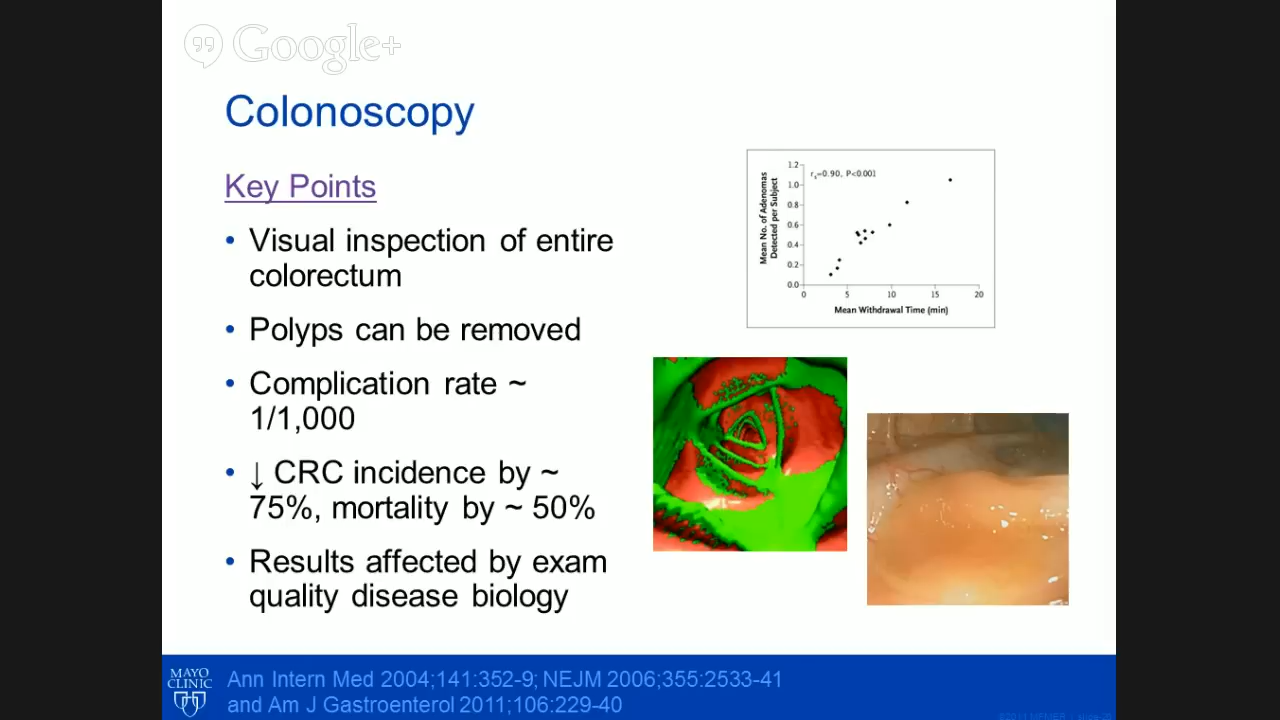 Google+
Colonoscopy
Key Points
• Visual inspection of entire
colorectum
• Polyps can be removed
• Complication rate ~
1/1,000
• ↓ CRC incidence by ~
75%, mortality by ~ 50%
• Results affected by exam
quality disease biology
Mean No. of Adenomas
Detected per Subject
1.2
1.0
0.8
0.6
0.4
0.2
0.0
rs=0.90, P<0.001
0 5 10 15 20
Mean Withdrawal Time (min)
MAYO
CLINIC
Ann Intern Med 2004;141:352-9; NEJM 2006;355:2533-41
and Am J Gastroenterol 2011;106:229-40